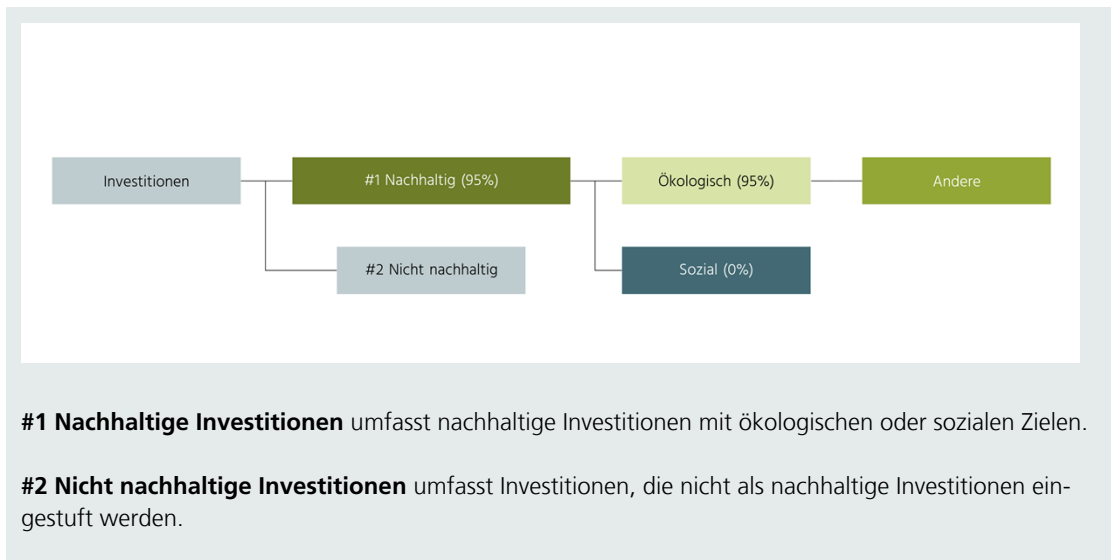 Investitionen
#1 Nachhaltig (95%)
Ökologisch (95%)
Andere
#2 Nicht nachhaltig
Sozial (0%)
#1 Nachhaltige Investitionen umfasst nachhaltige Investitionen mit ökologischen oder sozialen Zielen.
#2 Nicht nachhaltige Investitionen umfasst Investitionen, die nicht als nachhaltige Investitionen ein-
gestuft werden.